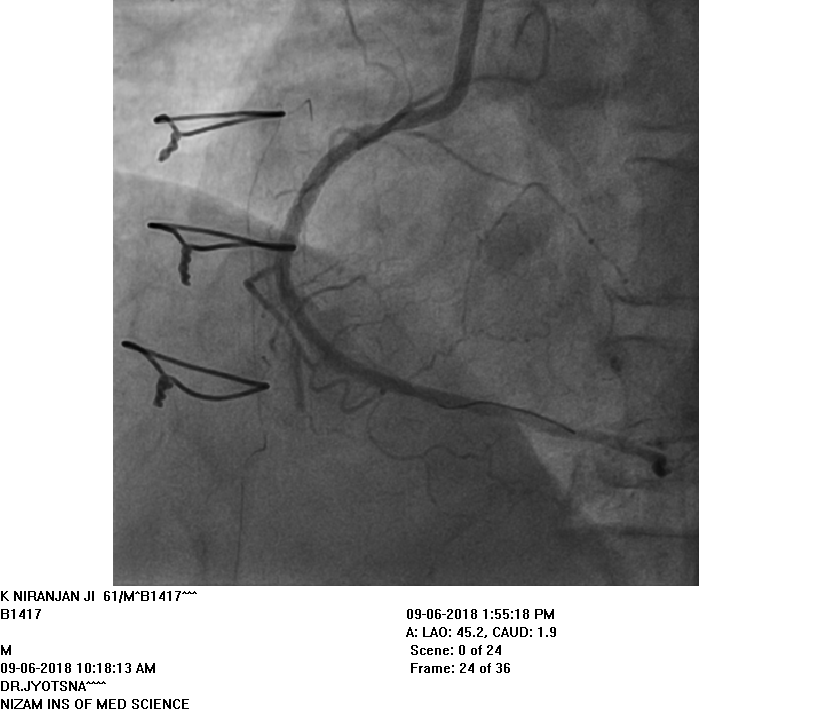 K NIRANJAN JI 61/M^B1417^^^
B1417
M
09-06-2018 10:18:13 AM
DR.JYOTSNA^^^^
NIZAM INS OF MED SCIENCE
09-06-2018 1:55:18 PM
A: LAO: 45.2, CAUD: 1.9
Scene: 0 of 24
Frame: 24 of 36